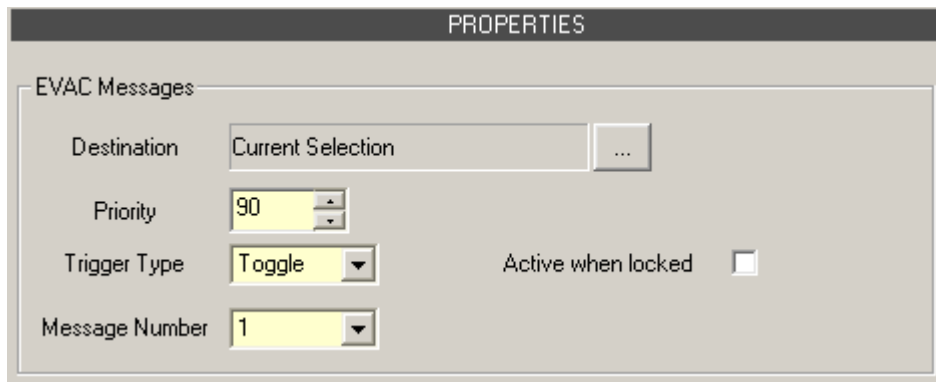 PROPERTIES
EVAC Messages
Destination Current Selection ...
Priority 90
Trigger Type Toggle Active when locked
Message Number 1